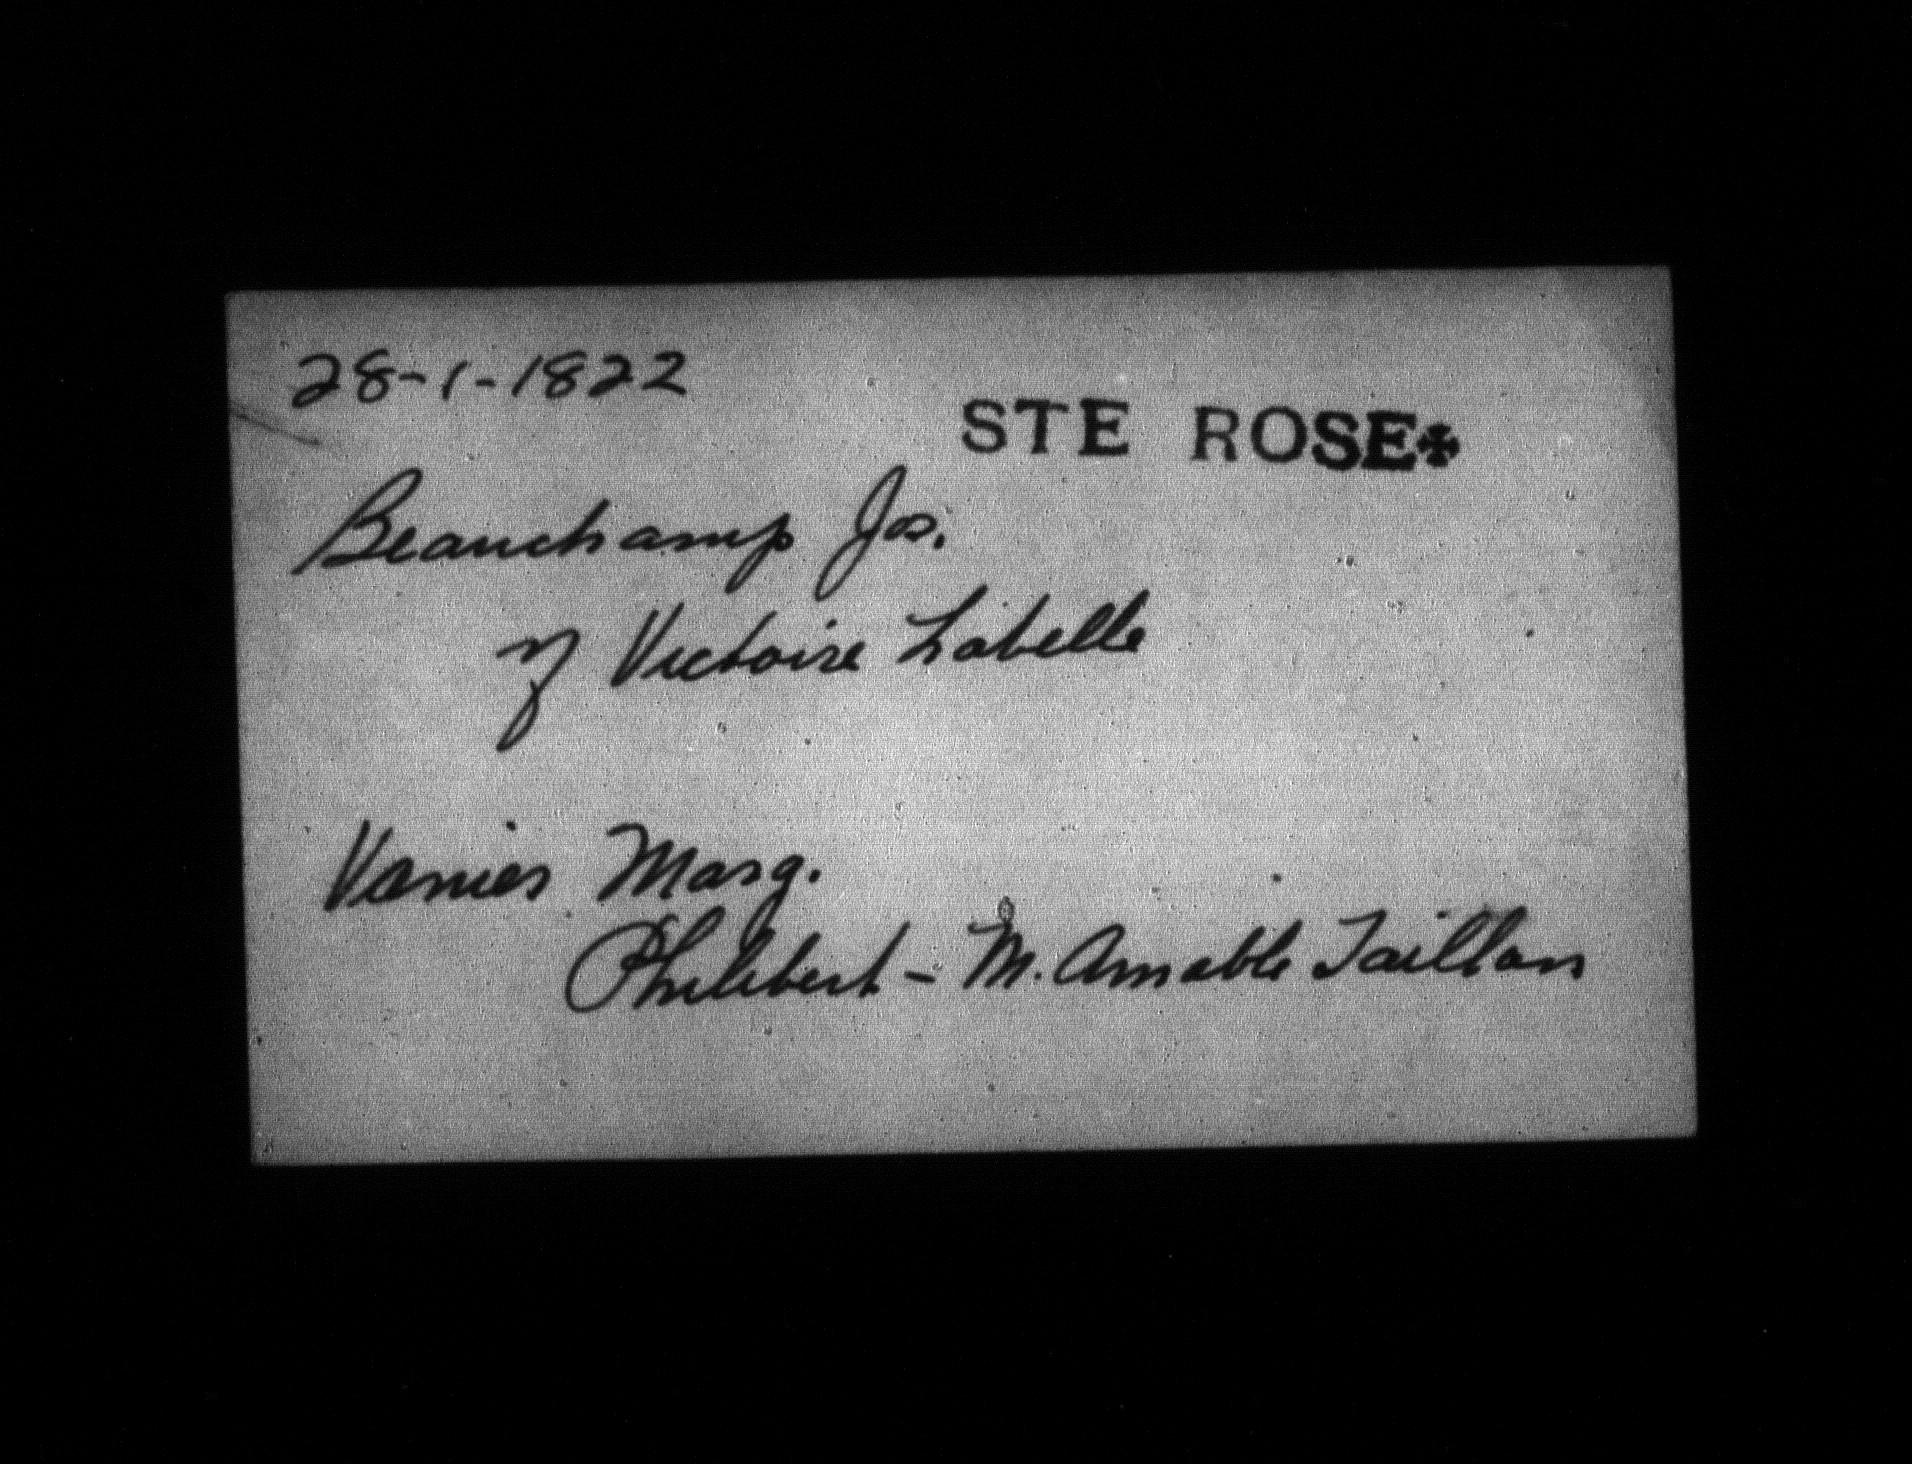 28-1-1822
STE ROSE✠
Beauchamp Jos.
Victoire Labelle
Vanier Marg.
Philibert - M. Amable Taillon